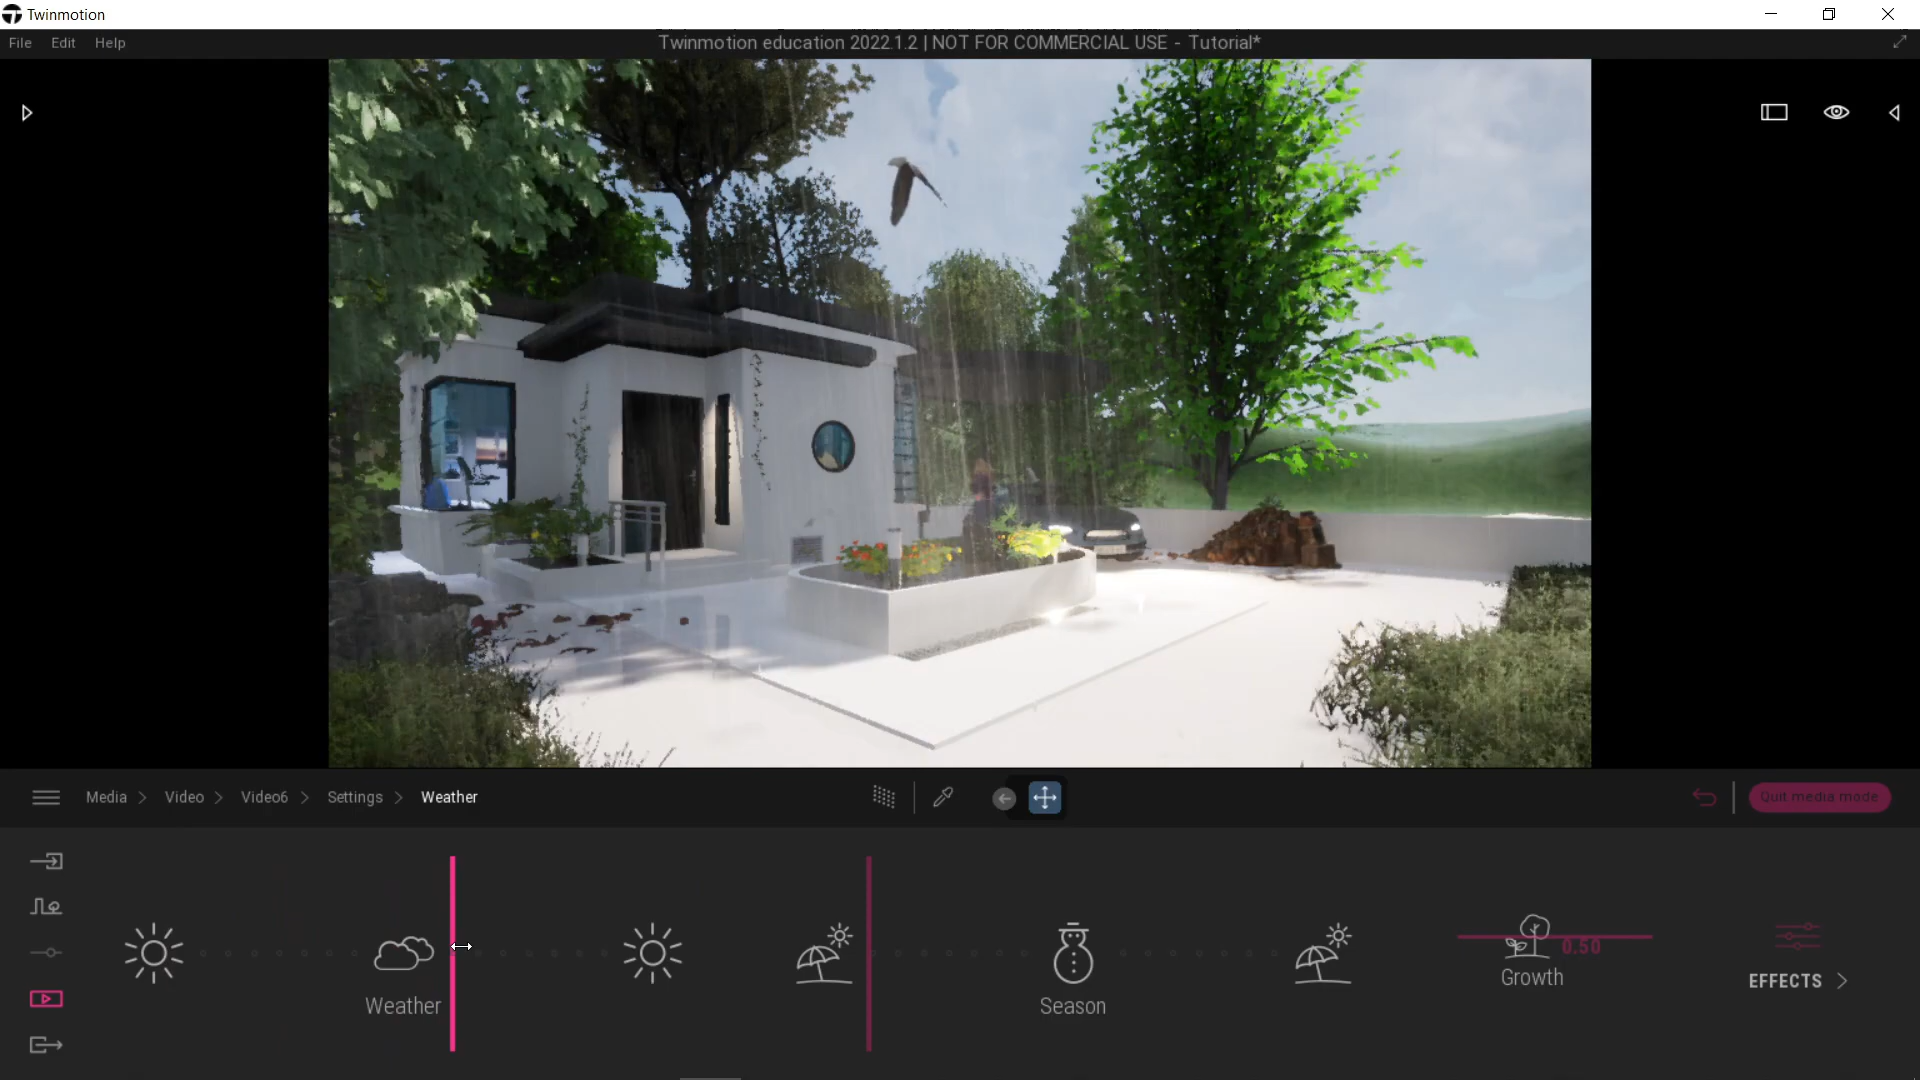 Twinmotion
File Edit Help
Twinmotion education 2022.1.2 | NOT FOR COMMERCIAL USE - Tutorial*
Media > Video > Video6 > Settings > Weather
Quit media mode
Weather
Season
0.50
Growth
EFFECTS >